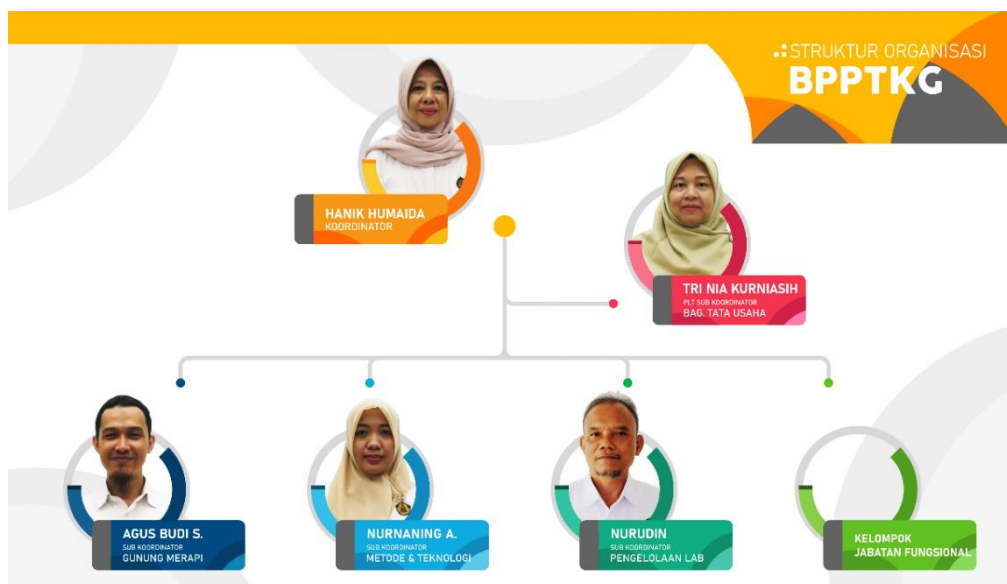 STRUKTUR ORGANISASI
BPPTKG
HANIK HUMAIDA
KOORDINATOR
TRI NIA KURNIASIH
PLT SUB KOORDINATOR
BAG. TATA USAHA
AGUS BUDI S.
SUB KOORDINATOR
GUNUNG MERAPI
NURNANING A.
SUB KOORDINATOR
METODE & TEKNOLOGI
NURUDIN
SUB KOORDINATOR
PENGELOLAAN LAB
KELOMPOK
JABATAN FUNGSIONAL